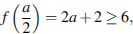 f(a/2) = 2a + 2 ≥ 6,